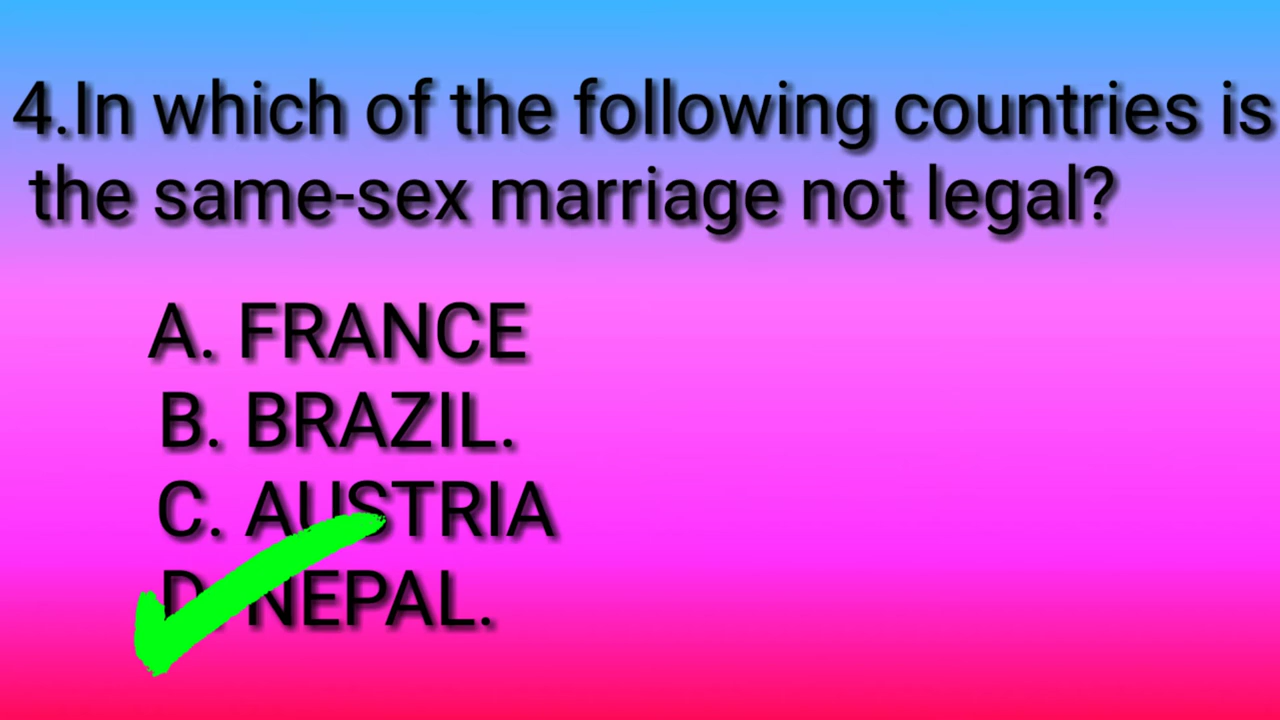 4.In which of the following countries is
the same-sex marriage not legal?
A. FRANCE
B. BRAZIL.
C. AUSTRIA
D. NEPAL.